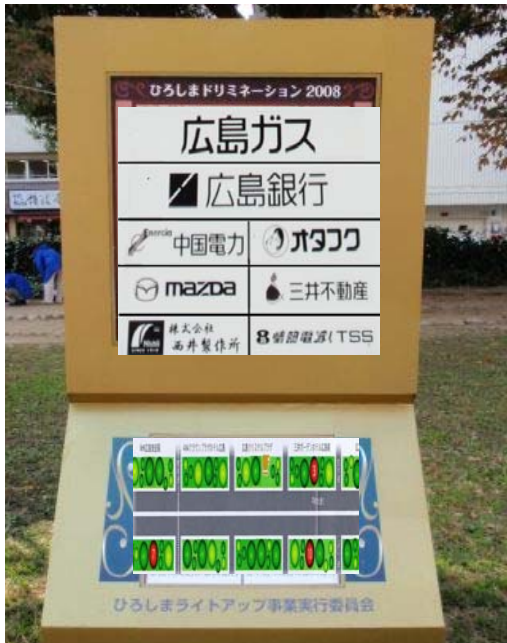 ひろしまドリミネーション 2008
広島ガス
広島銀行
Energia 中国電力
オタフク
mazda
三井不動産
株式会社
西井製作所
TSS
ひろしまライトアップ事業実行委員会